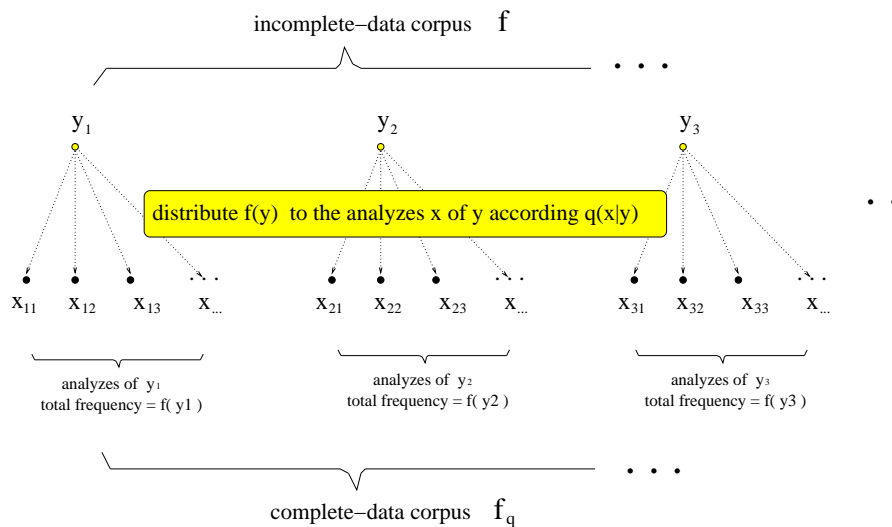 incomplete−data corpus f
. . .
y1 y2 y3
distribute f(y) to the analyzes x of y according q(x|y)
. .
. . . . . . . . .
x11 x12 x13 x... x21 x22 x23 x... x31 x32 x33 x...
analyzes of y1 analyzes of y2 analyzes of y3
total frequency = f( y1 ) total frequency = f( y2 ) total frequency = f( y3 )
. . .
complete−data corpus fq